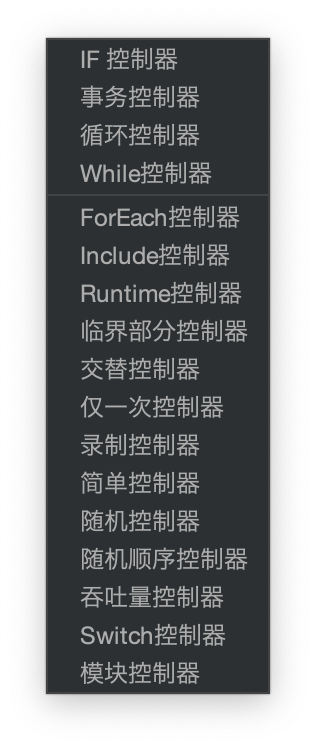 IF 控制器
事务控制器
循环控制器
While控制器
ForEach控制器
Include控制器
Runtime控制器
临界部分控制器
交替控制器
仅一次控制器
录制控制器
简单控制器
随机控制器
随机顺序控制器
吞吐量控制器
Switch控制器
模块控制器